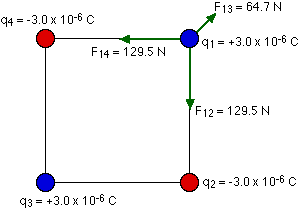 F13 = 64.7 N
q4 = -3.0 x 10-6 C
q1 = +3.0 x 10-6 C
F14 = 129.5 N
F12 = 129.5 N
q2 = -3.0 x 10-6 C
q3 = +3.0 x 10-6 C